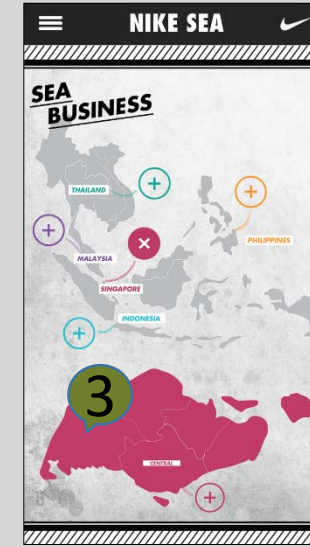 NIKE SEA
SEA
BUSINESS
THAILAND
PHILIPPINES
MALAYSIA
SINGAPORE
INDONESIA
3
CENTRAL